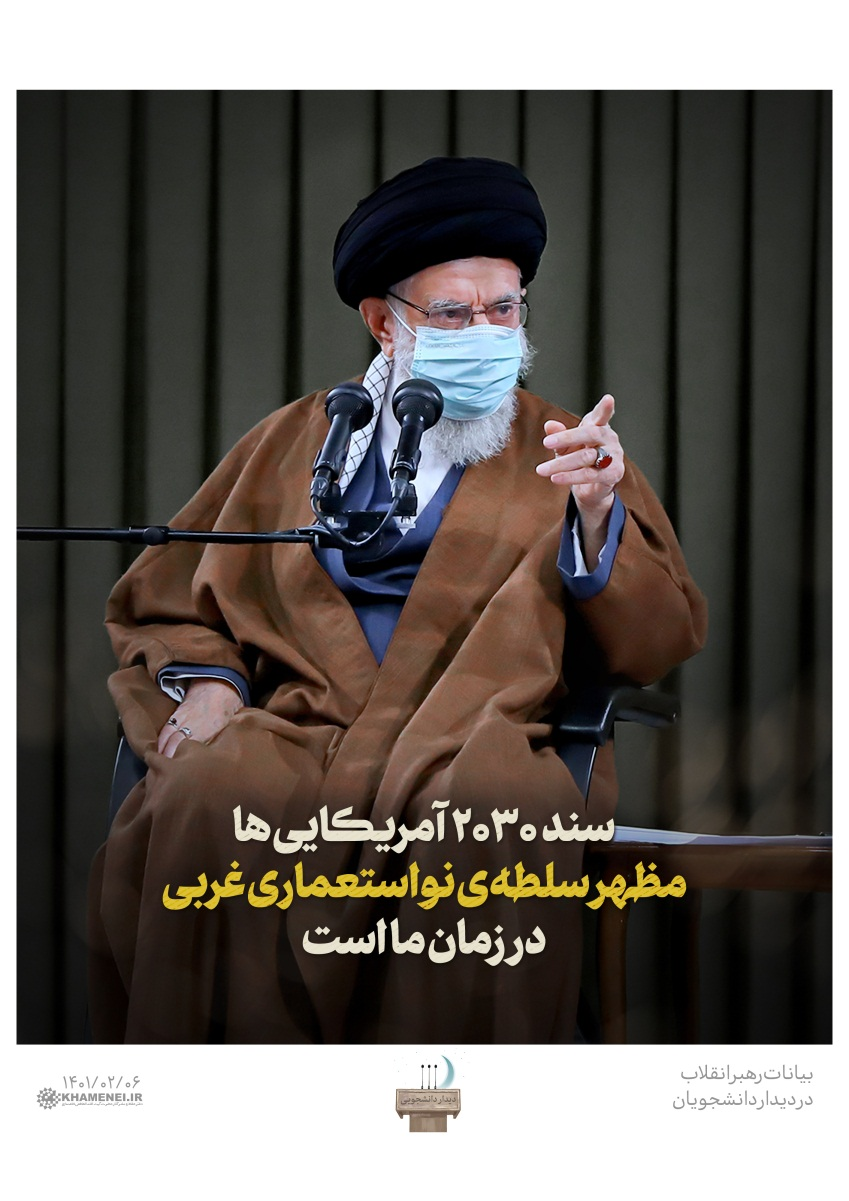 سند ۲۰۳۰ آمریکایی‌ها
مظهر سلطه‌ی نواستعماری غربی
در زمان ما است
بیانات رهبر انقلاب
در دیدار دانشجویان
دیدار دانشجویی
۱۴۰۱/۰۲/۰۶
KHAMENEI.IR